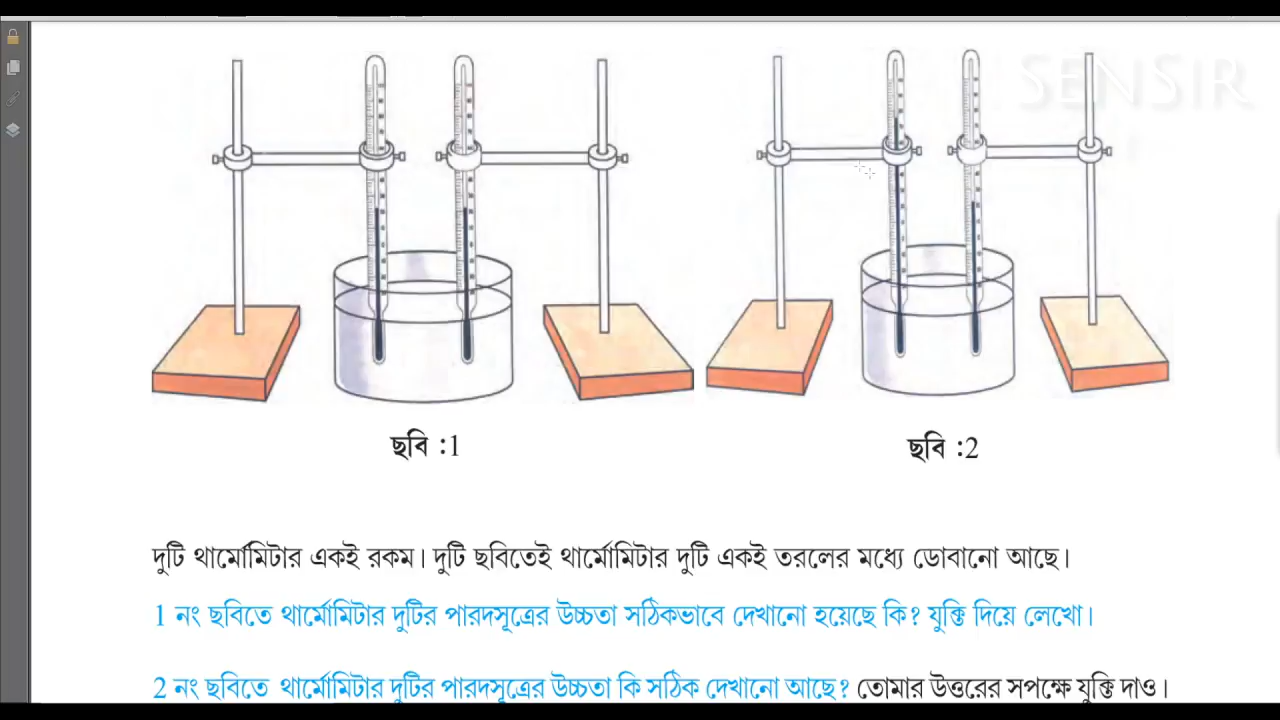 SENSIR
ছবি :1
ছবি :2
দুটি থার্মোমিটার একই রকম। দুটি ছবিতেই থার্মোমিটার দুটি একই তরলের মধ্যে ডোবানো আছে।
1 নং ছবিতে থার্মোমিটার দুটির পারদসূত্রের উচ্চতা সঠিকভাবে দেখানো হয়েছে কি? যুক্তি দিয়ে লেখো।
2 নং ছবিতে থার্মোমিটার দুটির পারদসূত্রের উচ্চতা কি সঠিক দেখানো আছে? তোমার উত্তরের সপক্ষে যুক্তি দাও।